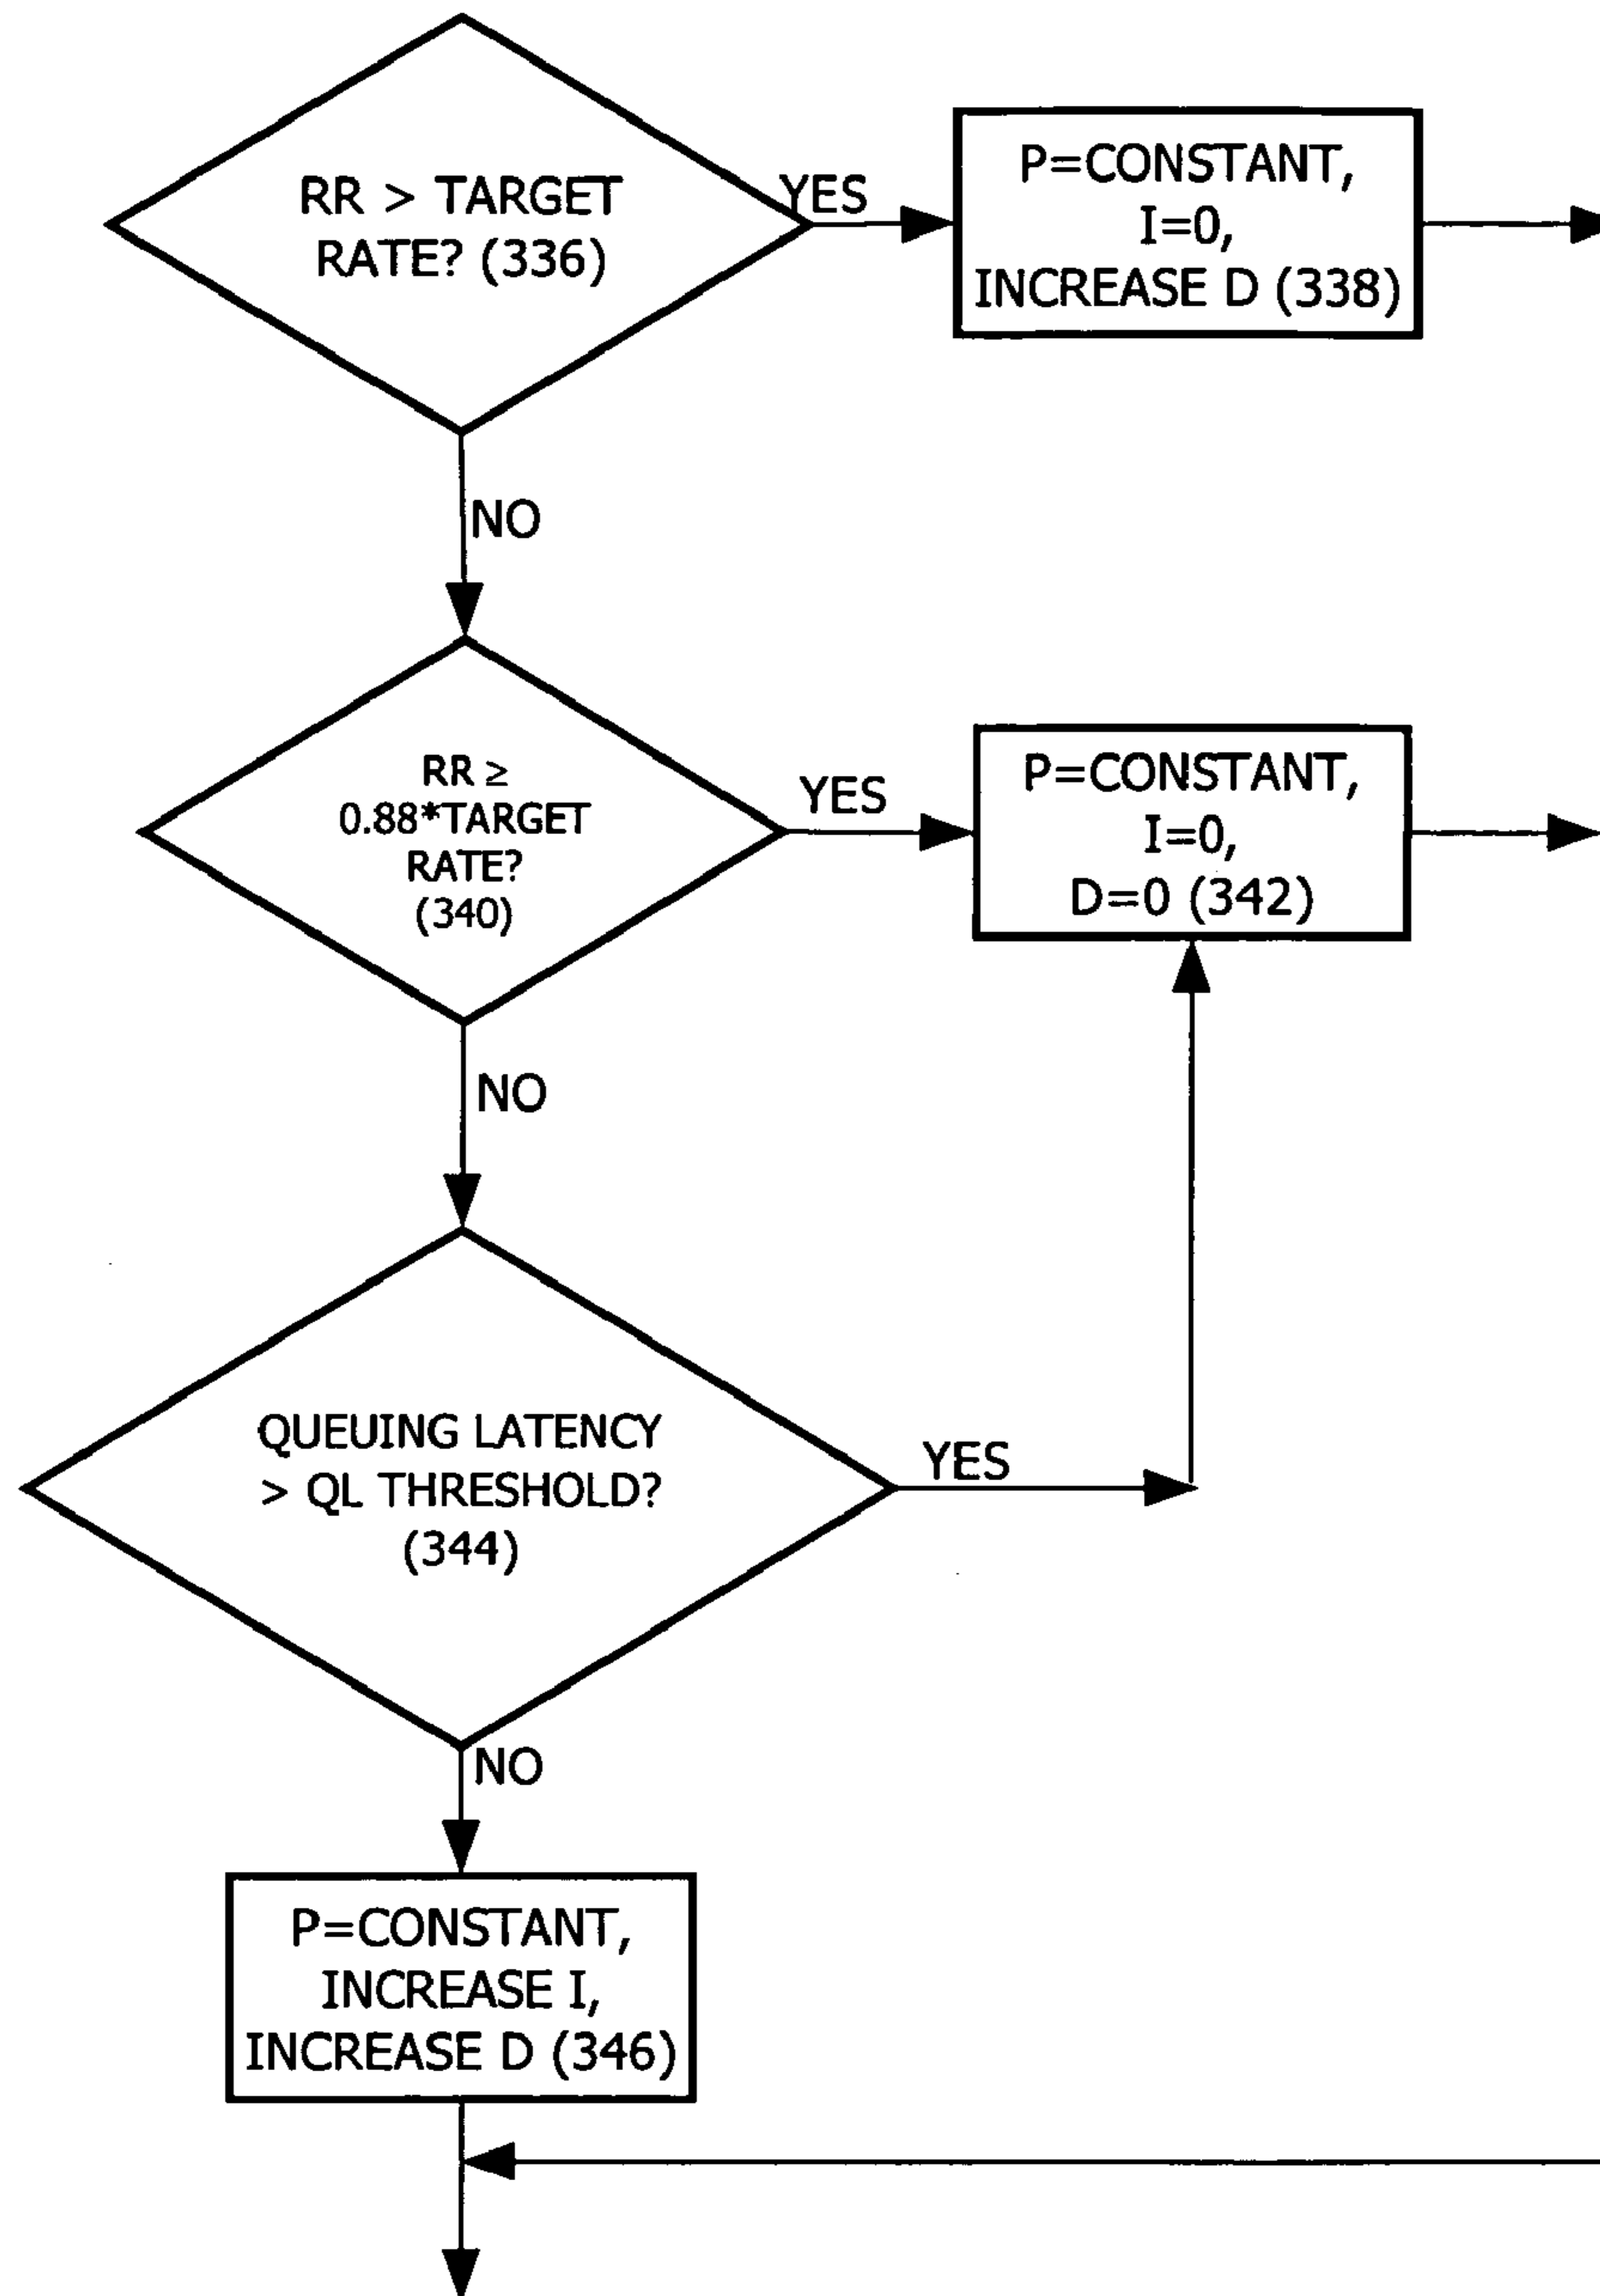 RR > TARGET
RATE? (336)
YES
P=CONSTANT,
I=0,
INCREASE D (338)
NO
RR ≥
0.88*TARGET
RATE?
(340)
YES
P=CONSTANT,
I=0,
D=0 (342)
NO
QUEUING LATENCY
> QL THRESHOLD?
(344)
YES
NO
P=CONSTANT,
INCREASE I,
INCREASE D (346)